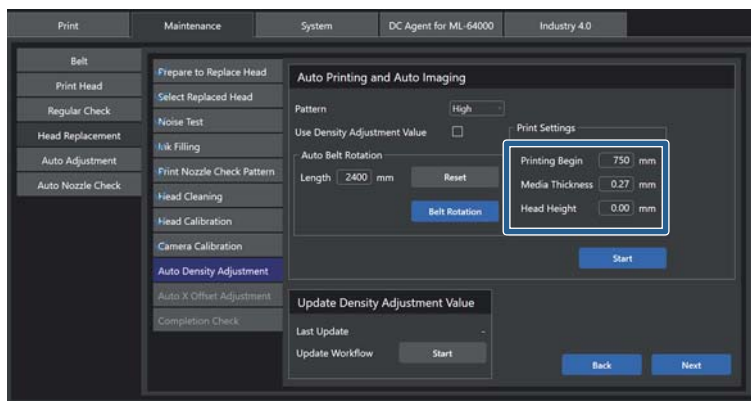 Print Maintenance System DC Agent for ML-64000 Industry 4.0
Belt
Print Head
Regular Check
Head Replacement
Auto Adjustment
Auto Nozzle Check
Prepare to Replace Head
Select Replaced Head
Noise Test
Ink Filling
Print Nozzle Check Pattern
Head Cleaning
Head Calibration
Camera Calibration
Auto Density Adjustment
Auto X Offset Adjustment
Completion Check
Auto Printing and Auto Imaging
Pattern High
Use Density Adjustment Value
Auto Belt Rotation
Length 2400 mm Reset
Belt Rotation
Print Settings
Printing Begin 750 mm
Media Thickness 0.27 mm
Head Height 0.00 mm
Start
Update Density Adjustment Value
Last Update -
Update Workflow Start
Back Next